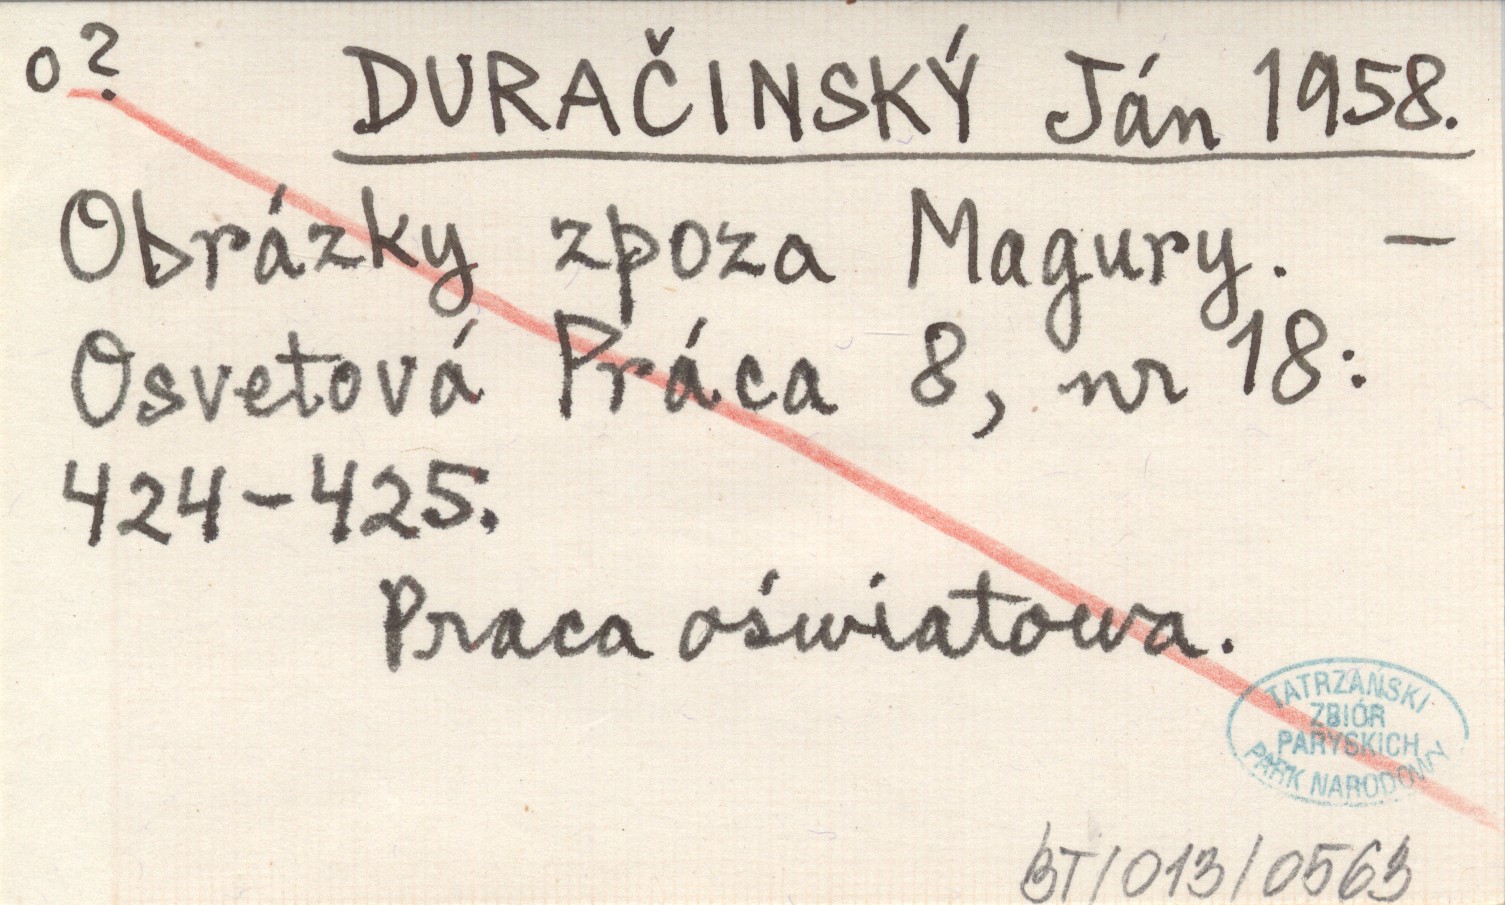 o?
DURAČINSKÝ Ján 1958.
Obrázky zpoza Magury. —
Osvetová Práca 8, nr 18:
424-425.
Praca oświatowa.
TATRZAŃSKI
ZBIÓR
PARYSKICH
PARK NARODOWY
BT/013/0563